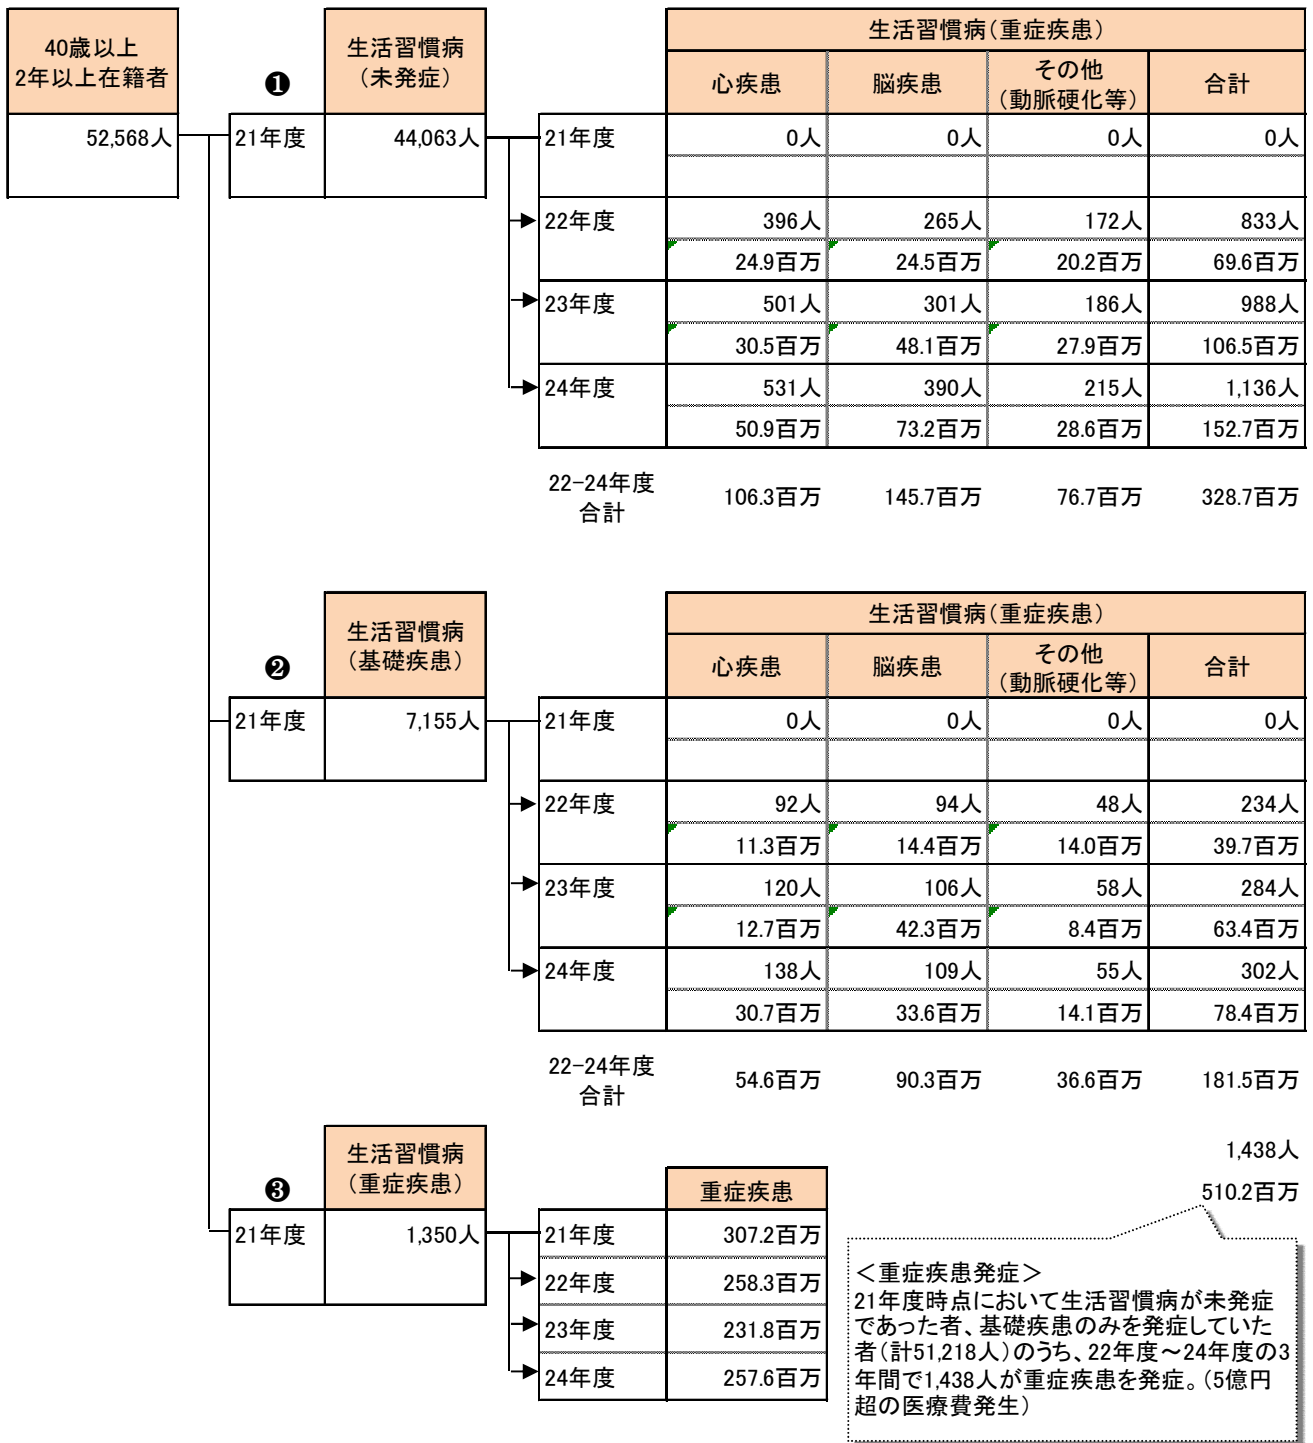 40歳以上
2年以上在籍者
52,568人
❶
生活習慣病
（未発症）
21年度
44,063人
生活習慣病（重症疾患）
心疾患
脳疾患
その他
（動脈硬化等）
合計
21年度
0人
0人
0人
0人
22年度
396人
265人
172人
833人
24.9百万
24.5百万
20.2百万
69.6百万
23年度
501人
301人
186人
988人
30.5百万
48.1百万
27.9百万
106.5百万
24年度
531人
390人
215人
1,136人
50.9百万
73.2百万
28.6百万
152.7百万
22-24年度
合計
106.3百万
145.7百万
76.7百万
328.7百万
❷
生活習慣病
（基礎疾患）
21年度
7,155人
生活習慣病（重症疾患）
心疾患
脳疾患
その他
（動脈硬化等）
合計
21年度
0人
0人
0人
0人
22年度
92人
94人
48人
234人
11.3百万
14.4百万
14.0百万
39.7百万
23年度
120人
106人
58人
284人
12.7百万
42.3百万
8.4百万
63.4百万
24年度
138人
109人
55人
302人
30.7百万
33.6百万
14.1百万
78.4百万
22-24年度
合計
54.6百万
90.3百万
36.6百万
181.5百万
1,438人
510.2百万
❸
生活習慣病
（重症疾患）
21年度
1,350人
重症疾患
21年度
307.2百万
22年度
258.3百万
23年度
231.8百万
24年度
257.6百万
＜重症疾患発症＞
21年度時点において生活習慣病が未発症
であった者、基礎疾患のみを発症していた
者（計51,218人）のうち、22年度～24年度の3
年間で1,438人が重症疾患を発症。（5億円
超の医療費発生）